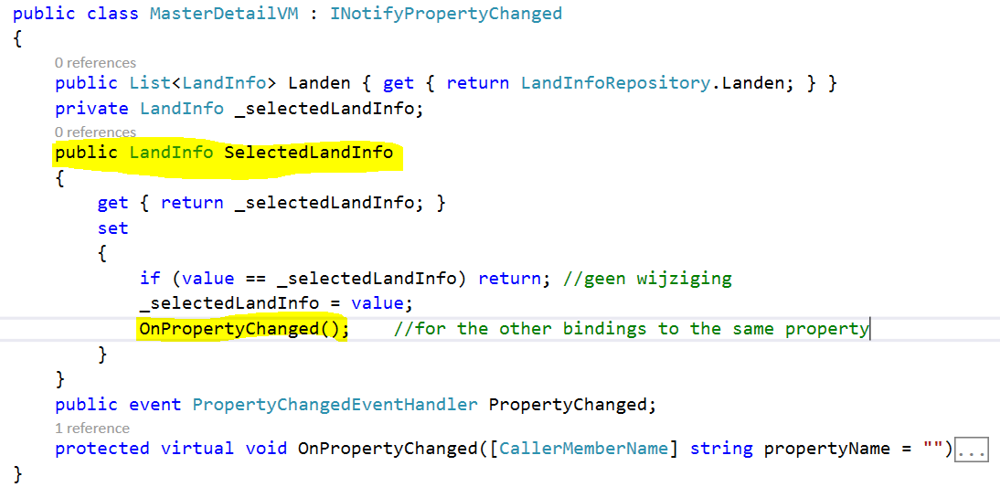 public class MasterDetailVM : INotifyPropertyChanged
{
0 references
public List<LandInfo> Landen { get { return LandInfoRepository.Landen; } }
private LandInfo _selectedLandInfo;
0 references
public LandInfo SelectedLandInfo
{
get { return _selectedLandInfo; }
set
{
if (value == _selectedLandInfo) return; //geen wijziging
_selectedLandInfo = value;
OnPropertyChanged(); //for the other bindings to the same property
}
}
public event PropertyChangedEventHandler PropertyChanged;
1 reference
protected virtual void OnPropertyChanged([CallerMemberName] string propertyName = "")...
}